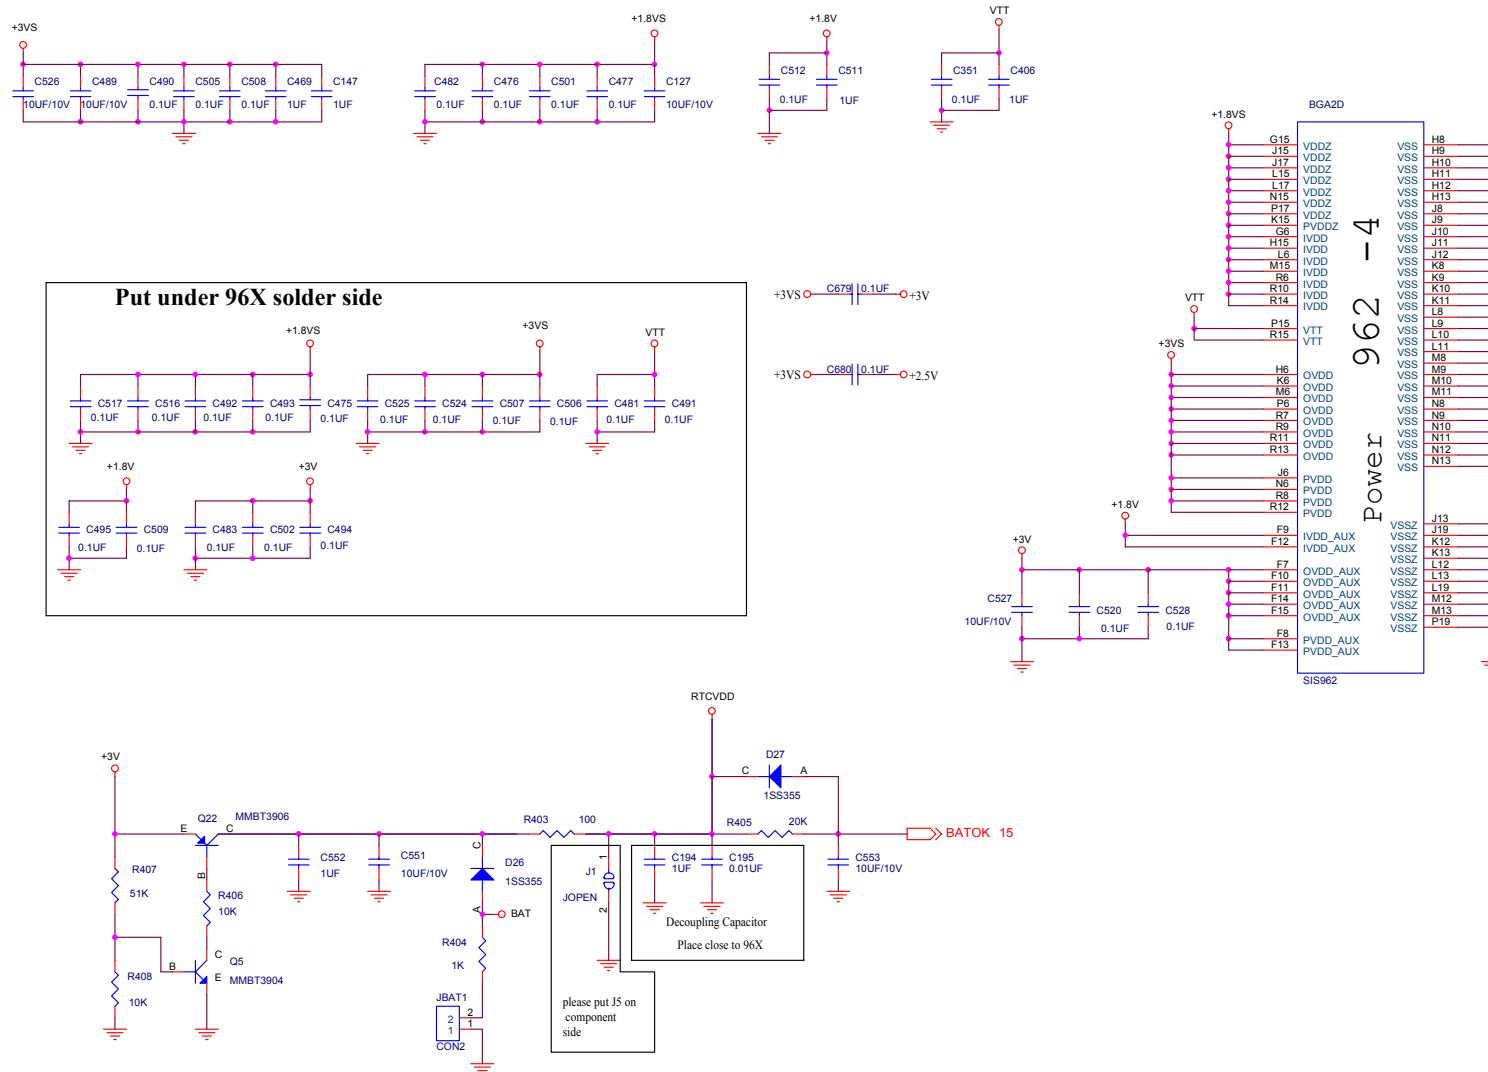 +3VS
+1.8VS
+1.8V
VTT
C526 C489 C490 C505 C508 C469 C147
10UF/10V 10UF/10V 0.1UF 0.1UF 0.1UF 1UF 1UF
C482 C476 C501 C477 C127
0.1UF 0.1UF 0.1UF 0.1UF 10UF/10V
C512 C511
0.1UF 1UF
C351 C406
0.1UF 1UF
Put under 96X solder side
+1.8VS
+3VS
VTT
C517 C516 C492 C493 C475
0.1UF 0.1UF 0.1UF 0.1UF 0.1UF
C525 C524 C507 C506
0.1UF 0.1UF 0.1UF 0.1UF
C481 C491
0.1UF 0.1UF
+1.8V
+3V
C495 C509
0.1UF 0.1UF
C483 C502 C494
0.1UF 0.1UF 0.1UF
+3VS C679 0.1UF +3V
+3VS C680 0.1UF +2.5V
BGA2D
+1.8VS
G15 VDDZ
J15 VDDZ
J17 VDDZ
L15 VDDZ
L17 VDDZ
N15 VDDZ
P17 VDDZ
K15 PVDDZ
G6 IVDD
H15 IVDD
L6 IVDD
M15 IVDD
R6 IVDD
R10 IVDD
R14 IVDD
VTT
P15 VTT
R15 VTT
+3VS
H6 OVDD
K6 OVDD
M6 OVDD
P6 OVDD
R7 OVDD
R9 OVDD
R11 OVDD
R13 OVDD
J6 PVDD
N6 PVDD
R8 PVDD
R12 PVDD
+1.8V
F9 IVDD_AUX
F12 IVDD_AUX
+3V
F7 OVDD_AUX
F10 OVDD_AUX
F11 OVDD_AUX
F14 OVDD_AUX
F15 OVDD_AUX
F8 PVDD_AUX
F13 PVDD_AUX
C527 C520 C528
10UF/10V 0.1UF 0.1UF
Power 962 -4
VSS H8
VSS H9
VSS H10
VSS H11
VSS H12
VSS H13
VSS J8
VSS J9
VSS J10
VSS J11
VSS J12
VSS K8
VSS K9
VSS K10
VSS K11
VSS L8
VSS L9
VSS L10
VSS L11
VSS M8
VSS M9
VSS M10
VSS M11
VSS N8
VSS N9
VSS N10
VSS N11
VSS N12
VSS N13
VSSZ J13
VSSZ J19
VSSZ K12
VSSZ K13
VSSZ L12
VSSZ L13
VSSZ L19
VSSZ M12
VSSZ M13
VSSZ P19
SIS962
RTCVDD
+3V
D27
C A
1SS355
Q22 MMBT3906
E C
B
R403 100
R405 20K
BATOK 15
R407
51K
R406
10K
C552
1UF
C551
10UF/10V
C
D26
1SS355
A
BAT
1
J1
JOPEN
2
C194
1UF
C195
0.01UF
C553
10UF/10V
Decoupling Capacitor
Place close to 96X
R404
1K
R408
10K
B C E
Q5
MMBT3904
JBAT1
2 2
1 1
CON2
please put J5 on
component
side